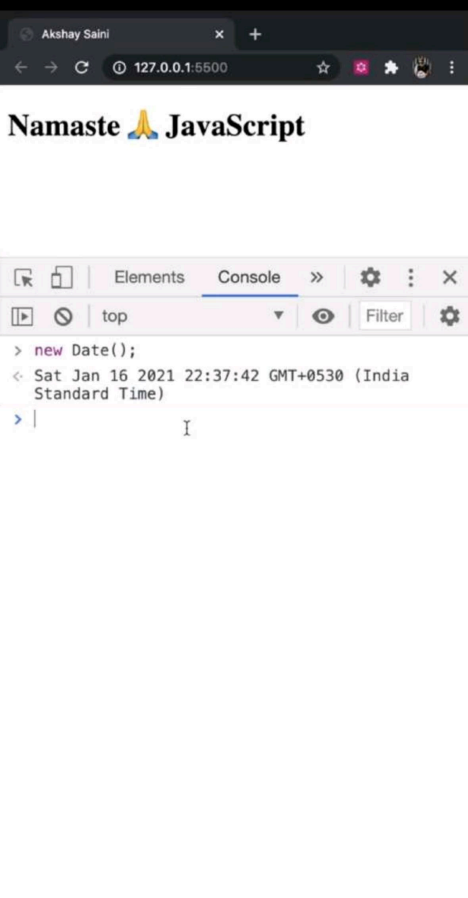 Akshay Saini
127.0.0.1:5500
Namaste 🙏 JavaScript
Elements Console
top Filter
> new Date();
Sat Jan 16 2021 22:37:42 GMT+0530 (India
Standard Time)
>